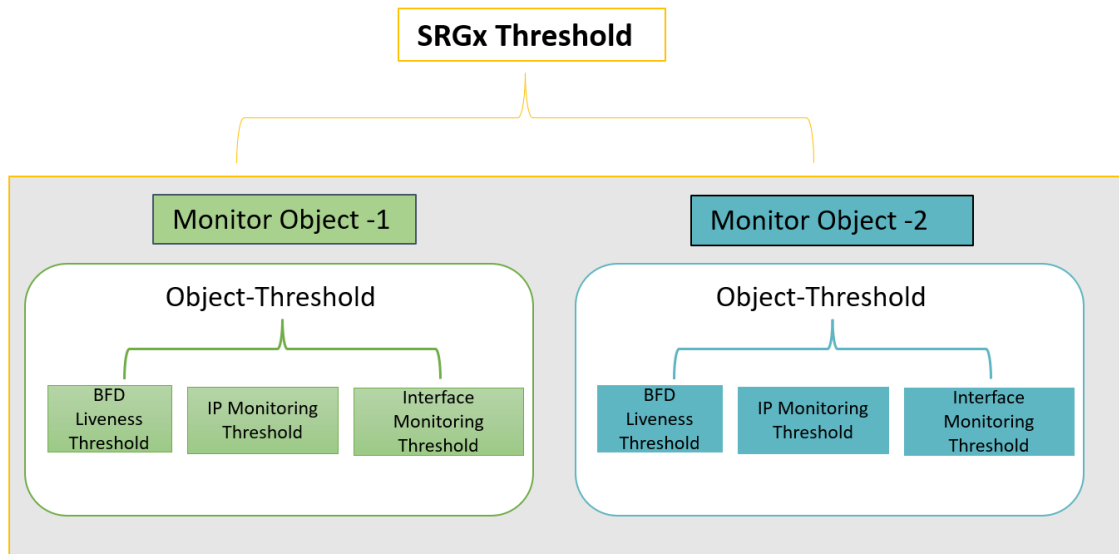 SRGx Threshold
Monitor Object -1
Object-Threshold
BFD
Liveness
Threshold
IP Monitoring
Threshold
Interface
Monitoring
Threshold
Monitor Object -2
Object-Threshold
BFD
Liveness
Threshold
IP Monitoring
Threshold
Interface
Monitoring
Threshold